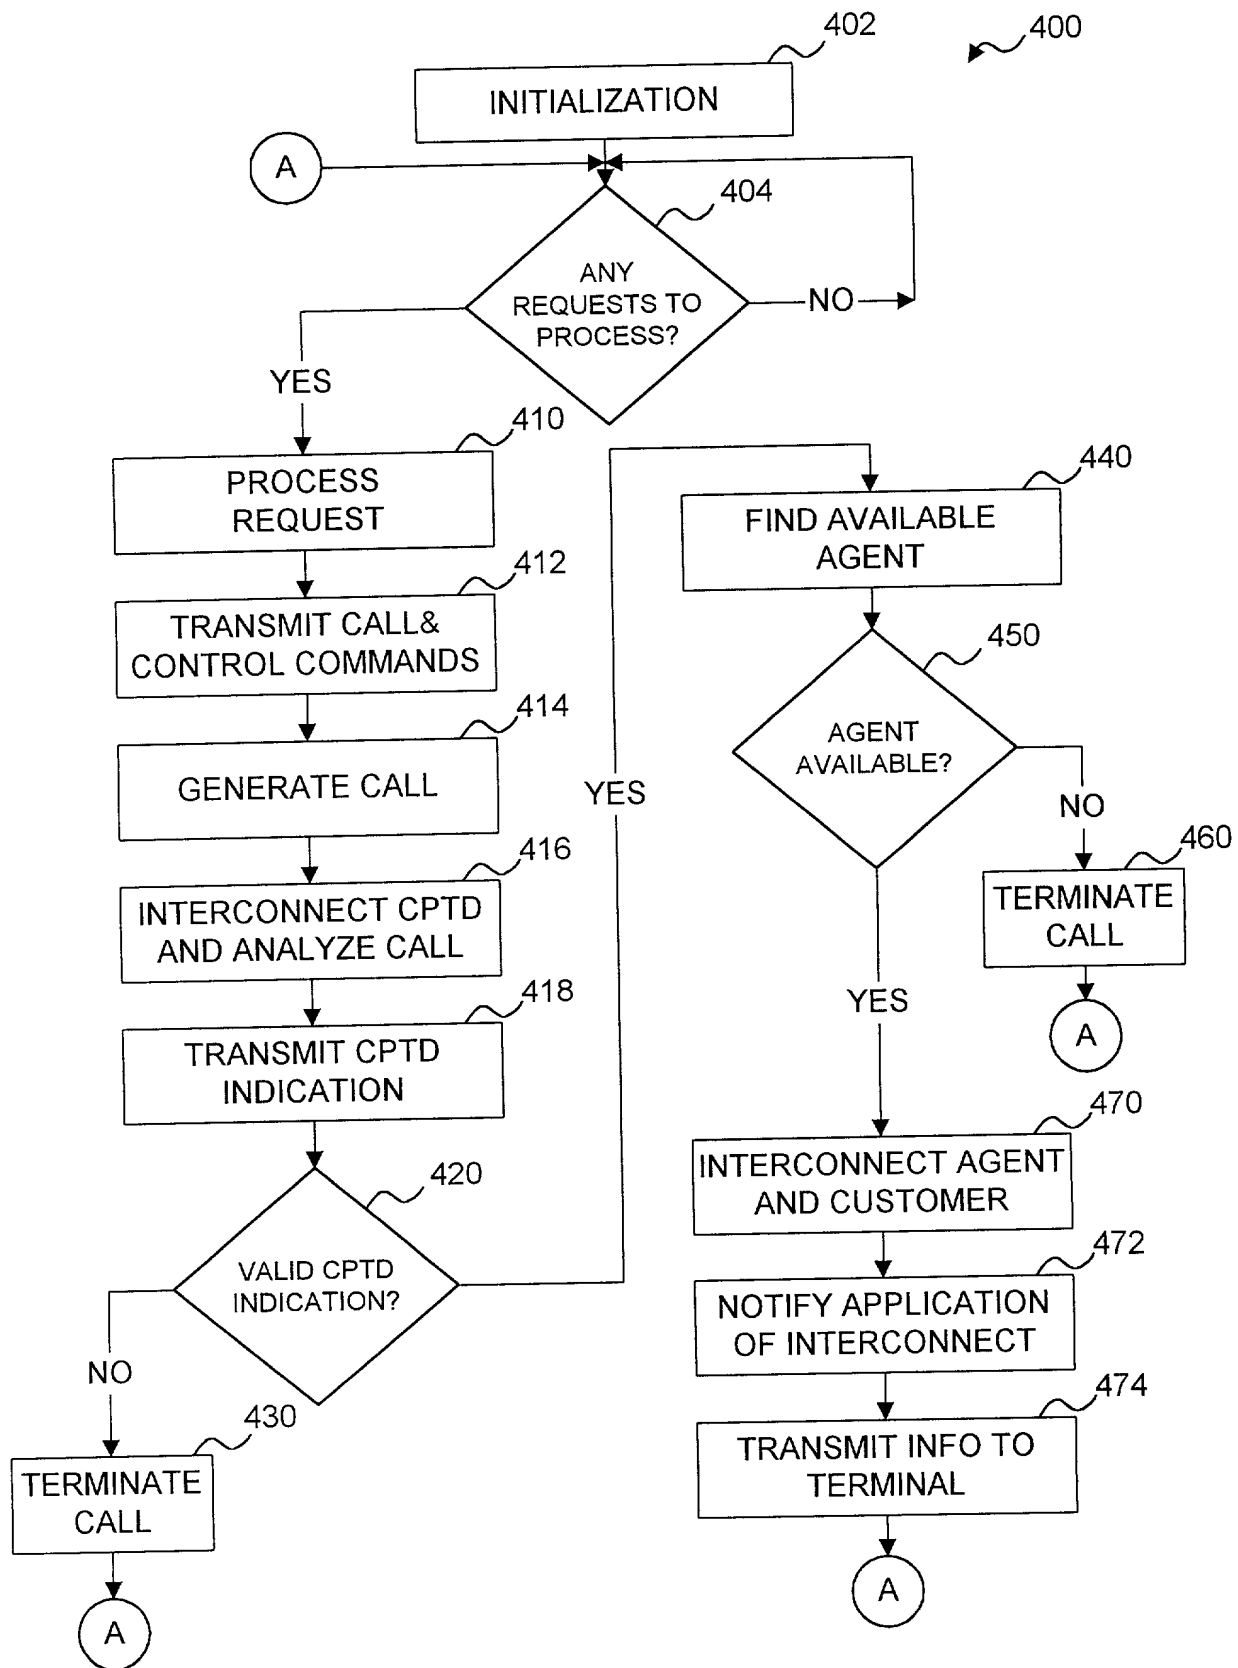 402
400
INITIALIZATION
A
404
ANY
REQUESTS TO
PROCESS?
NO
YES
410
PROCESS
REQUEST
412
TRANSMIT CALL&
CONTROL COMMANDS
414
GENERATE CALL
416
INTERCONNECT CPTD
AND ANALYZE CALL
418
TRANSMIT CPTD
INDICATION
420
VALID CPTD
INDICATION?
NO
430
TERMINATE
CALL
A
YES
440
FIND AVAILABLE
AGENT
450
AGENT
AVAILABLE?
NO
460
TERMINATE
CALL
A
YES
470
INTERCONNECT AGENT
AND CUSTOMER
472
NOTIFY APPLICATION
OF INTERCONNECT
474
TRANSMIT INFO TO
TERMINAL
A